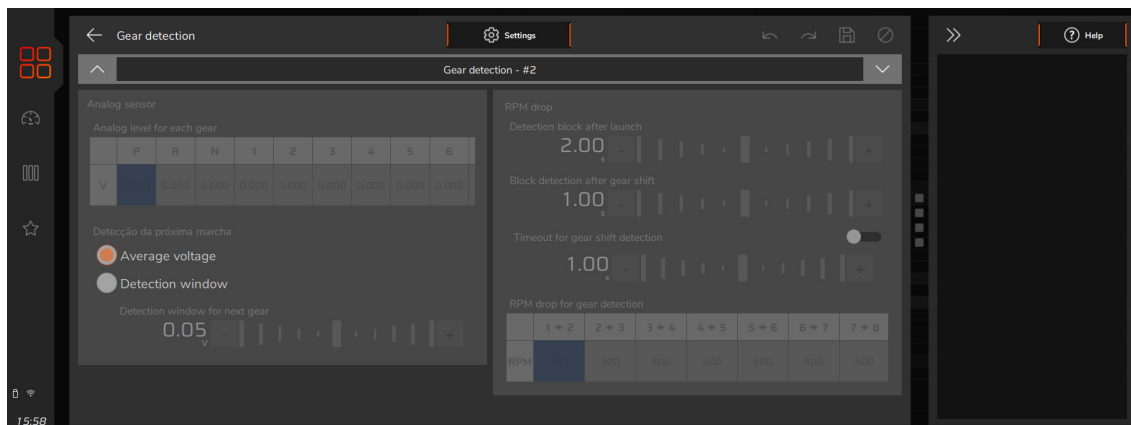 Gear detection
Settings
Help
Gear detection - #2
Analog sensor
Analog level for each gear
P R N 1 2 3 4 5 6
V 0.000 0.000 0.000 0.000 0.000 0.000 0.000 0.000 0.000
Detecção da próxima marcha
Average voltage
Detection window
Detection window for next gear
0.05
V
- +
RPM drop
Detection block after launch
2.00
s
- +
Block detection after gear shift
1.00
s
- +
Timeout for gear shift detection
1.00
s
- +
RPM drop for gear detection
1 → 2 2 → 3 3 → 4 4 → 5 5 → 6 6 → 7 7 → 8
RPM 500 500 500 500 500 500 500
15:58